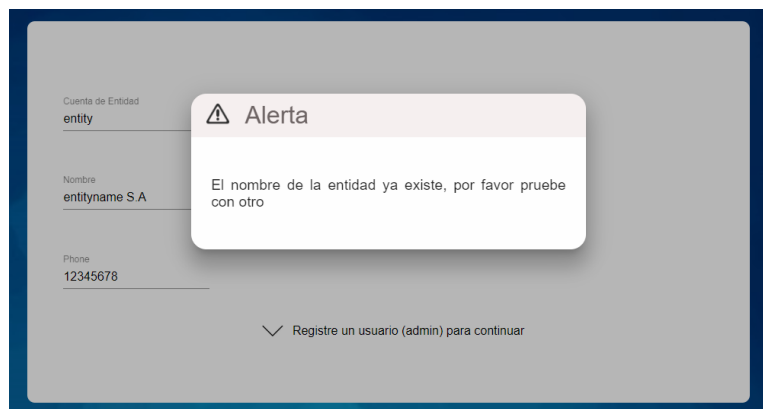 Cuenta de Entidad
entity
Alerta
El nombre de la entidad ya existe, por favor pruebe
con otro
Nombre
entityname S.A
Phone
12345678
Registre un usuario (admin) para continuar